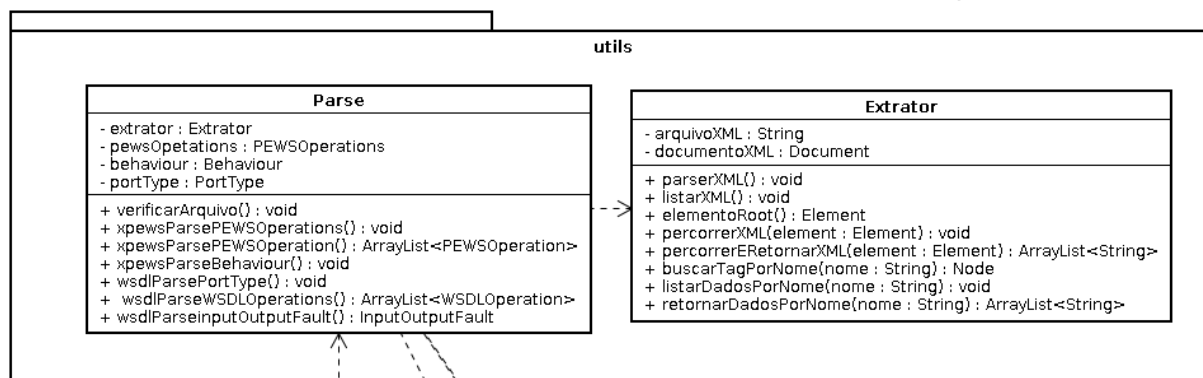 utils
Parse
- extrator : Extrator
- pewsOpetations : PEWSOperations
- behaviour : Behaviour
- portType : PortType
+ verificarArquivo() : void
+ xpewsParsePEWSOperations() : void
+ xpewsParsePEWSOperation() : ArrayList<PEWSOperation>
+ xpewsParseBehaviour() : void
+ wsdlParsePortType() : void
+ wsdlParseWSDLOperations() : ArrayList<WSDLOperation>
+ wsdlParseinputOutputFault() : InputOutputFault
Extrator
- arquivoXML : String
- documentoXML : Document
+ parserXML() : void
+ listarXML() : void
+ elementoRoot() : Element
+ percorrerXML(element : Element) : void
+ percorrerERetornarXML(element : Element) : ArrayList<String>
+ buscarTagPorNome(nome : String) : Node
+ listarDadosPorNome(nome : String) : void
+ retornarDadosPorNome(nome : String) : ArrayList<String>